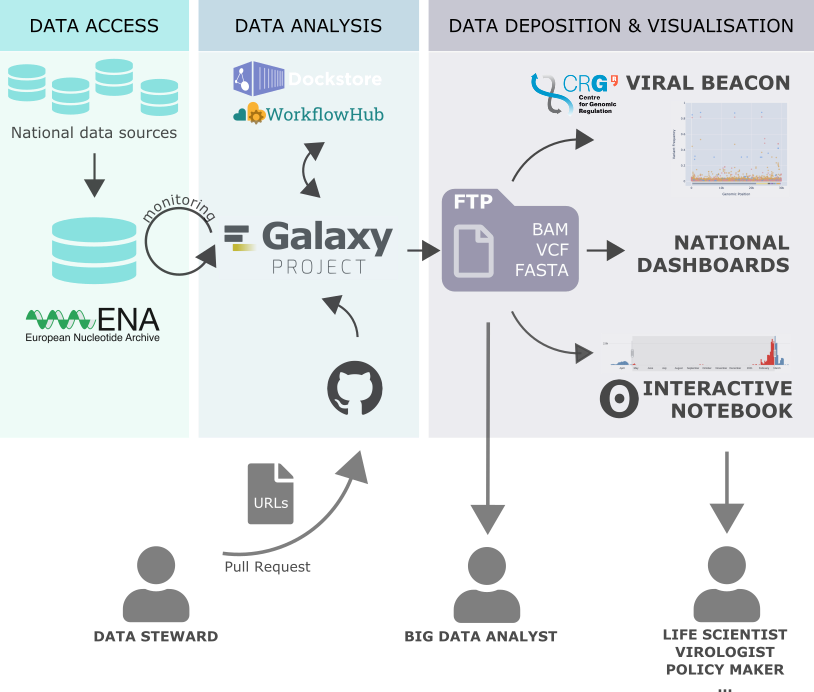 DATA ACCESS
DATA ANALYSIS
DATA DEPOSITION & VISUALISATION
National data sources
monitoring
ENA
European Nucleotide Archive
Dockstore
WorkflowHub
Galaxy
PROJECT
FTP
BAM
VCF
FASTA
CRG
Centre
for Genomic
Regulation
VIRAL BEACON
Genomic Position
NATIONAL
DASHBOARDS
INTERACTIVE
NOTEBOOK
URLs
Pull Request
DATA STEWARD
BIG DATA ANALYST
LIFE SCIENTIST
VIROLOGIST
POLICY MAKER
...